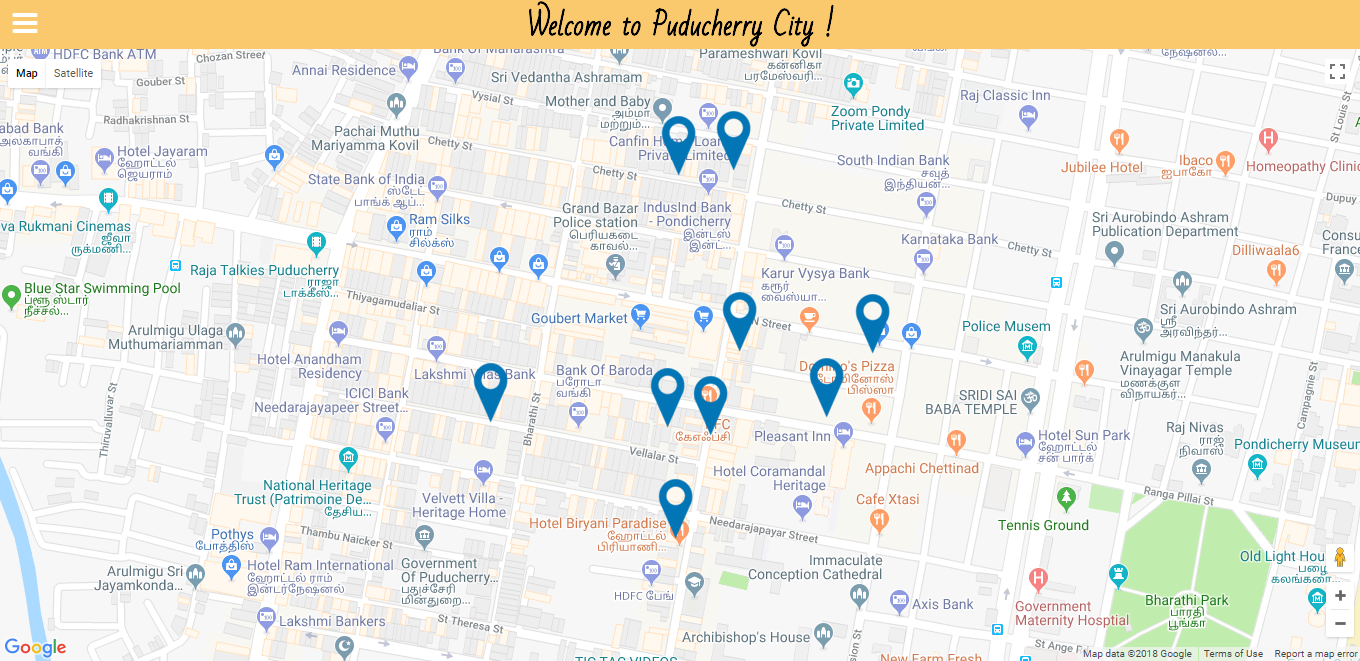 Welcome to Puducherry City !
HDFC Bank ATM
Map
Satellite
Gouber St
Chozan Street
Annai Residence
Bank Of Maharashtra
Sri Vedantha Ashramam
Vysial St
Parameshwari Kovil
கன்னிகா
பரமேஸ்வரி...
Zoom Pondy
Private Limited
Raj Classic Inn
St Louis St
Radhakrishnan St
Pachai Muthu
Mariyamma Kovil
Mother and Baby
அம்மா
மற்றும்...
Canfin Home Loan
Private Limited
Jubilee Hotel
Ibaco
ஐபாகோ
Homeopathy Clinic
abad Bank
அலகாபாத்
வங்கி
Hotel Jayaram
ஹோட்டல்
ஜெயராம்
State Bank of India
ஸ்டேட்
பாங்க் ஆப்...
Chetty St
South Indian Bank
சவுத்
இந்தியன்...
Dupuy
va Rukmani Cinemas
ஜீவா
ருக்மணி...
Ram Silks
ராம்
சில்க்ஸ்
Grand Bazar
Police station
பெரியகடை
காவல்...
IndusInd Bank
- Pondicherry
இன்டஸ்
இன்ட்...
Chetty St
Karnataka Bank
Chetty St
Sri Aurobindo Ashram
Publication Department
Dilliwaala6
Consu
France
Raja Talkies Puducherry
ராஜா
டாக்கீஸ்...
Karur Vysya Bank
கரூர்
வைஸ்யா...
Blue Star Swimming Pool
ப்ளூ ஸ்டார்
நீச்சல்...
Thiyagamudaliar St
Goubert Market
N Street
Police Musem
Sri Aurobindo Ashram
ஸ்ரீ
அரவிந்தர்...
Arulmigu Ulaga
Muthumariamman
Hotel Anandham
Residency
Lakshmi Vilas Bank
Bank Of Baroda
பரோடா
வங்கி
Domino's Pizza
டோமினோஸ்
பிஸ்ஸா
Arulmigu Manakula
Vinayagar Temple
மணக்குள
விநாயகர்...
ICICI Bank
Needarajayapeer Street...
SRIDI SAI
BABA TEMPLE
Thiruvalluvar St
Bharathi St
Campagnie St
KFC
கேஎஃப்சி
Pleasant Inn
Hotel Sun Park
ஹோட்டல்
சன் பார்க்
Raj Nivas
ராஜ்
நிவாஸ்
Pondicherry Museum
Vellalar St
National Heritage
Trust (Patrimoine De...
தேசிய
Velvett Villa -
Heritage Home
Hotel Coramandal
Heritage
Appachi Chettinad
Ranga Pillai St
Cafe Xtasi
Tennis Ground
Hotel Biryani Paradise
ஹோட்டல்
பிரியாணி...
Needarajapayar Street
Thambu Naicker St
Pothys
போத்தீஸ்
Hotel Ram International
ஹோட்டல் ராம்
இன்டர்நேஷனல்
Government
Of Puducherry...
புதுச்சேரி
மின்துறை...
Immaculate
Conception Cathedral
Old Light Hou
பழைய
கலங்கரை...
Arulmigu Sri
Jayamkonda...
HDFC பேங்
Axis Bank
Government
Maternity Hosptial
Bharathi Park
பாரதி
பூங்கா
Lakshmi Bankers
St Theresa St
Archibishop's House
TIC TAC VIDEOS
New Farm Fresh
St Ange
Google
Map data ©2018 Google
Terms of Use
Report a map error